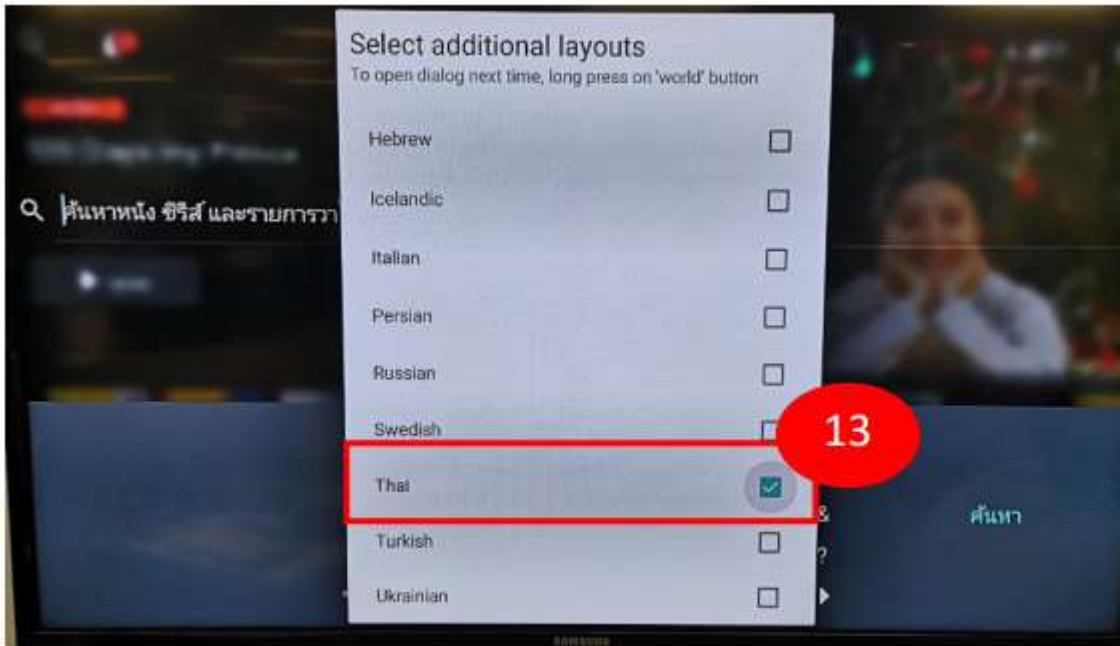 Select additional layouts
To open dialog next time, long press on 'world' button
Hebrew
Icelandic
ค้นหาหนัง ซีรีส์ และรายการวา
Italian
Persian
Russian
Swedish
13
Thai
&
ค้นหา
Turkish
?
Ukrainian
SAMSUNG